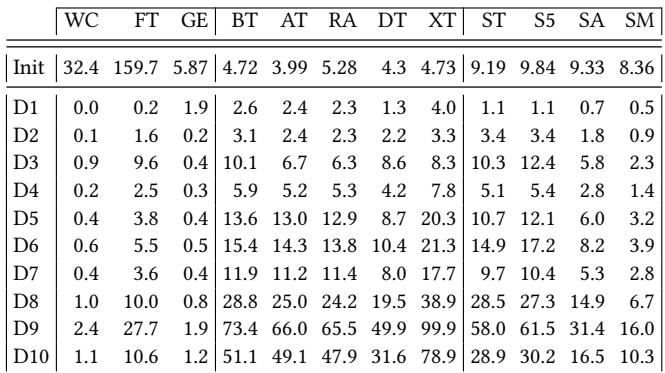 WC FT GE BT AT RA DT XT ST S5 SA SM
Init 32.4 159.7 5.87 4.72 3.99 5.28 4.3 4.73 9.19 9.84 9.33 8.36
D1 0.0 0.2 1.9 2.6 2.4 2.3 1.3 4.0 1.1 1.1 0.7 0.5
D2 0.1 1.6 0.2 3.1 2.4 2.3 2.2 3.3 3.4 3.4 1.8 0.9
D3 0.9 9.6 0.4 10.1 6.7 6.3 8.6 8.3 10.3 12.4 5.8 2.3
D4 0.2 2.5 0.3 5.9 5.2 5.3 4.2 7.8 5.1 5.4 2.8 1.4
D5 0.4 3.8 0.4 13.6 13.0 12.9 8.7 20.3 10.7 12.1 6.0 3.2
D6 0.6 5.5 0.5 15.4 14.3 13.8 10.4 21.3 14.9 17.2 8.2 3.9
D7 0.4 3.6 0.4 11.9 11.2 11.4 8.0 17.7 9.7 10.4 5.3 2.8
D8 1.0 10.0 0.8 28.8 25.0 24.2 19.5 38.9 28.5 27.3 14.9 6.7
D9 2.4 27.7 1.9 73.4 66.0 65.5 49.9 99.9 58.0 61.5 31.4 16.0
D10 1.1 10.6 1.2 51.1 49.1 47.9 31.6 78.9 28.9 30.2 16.5 10.3